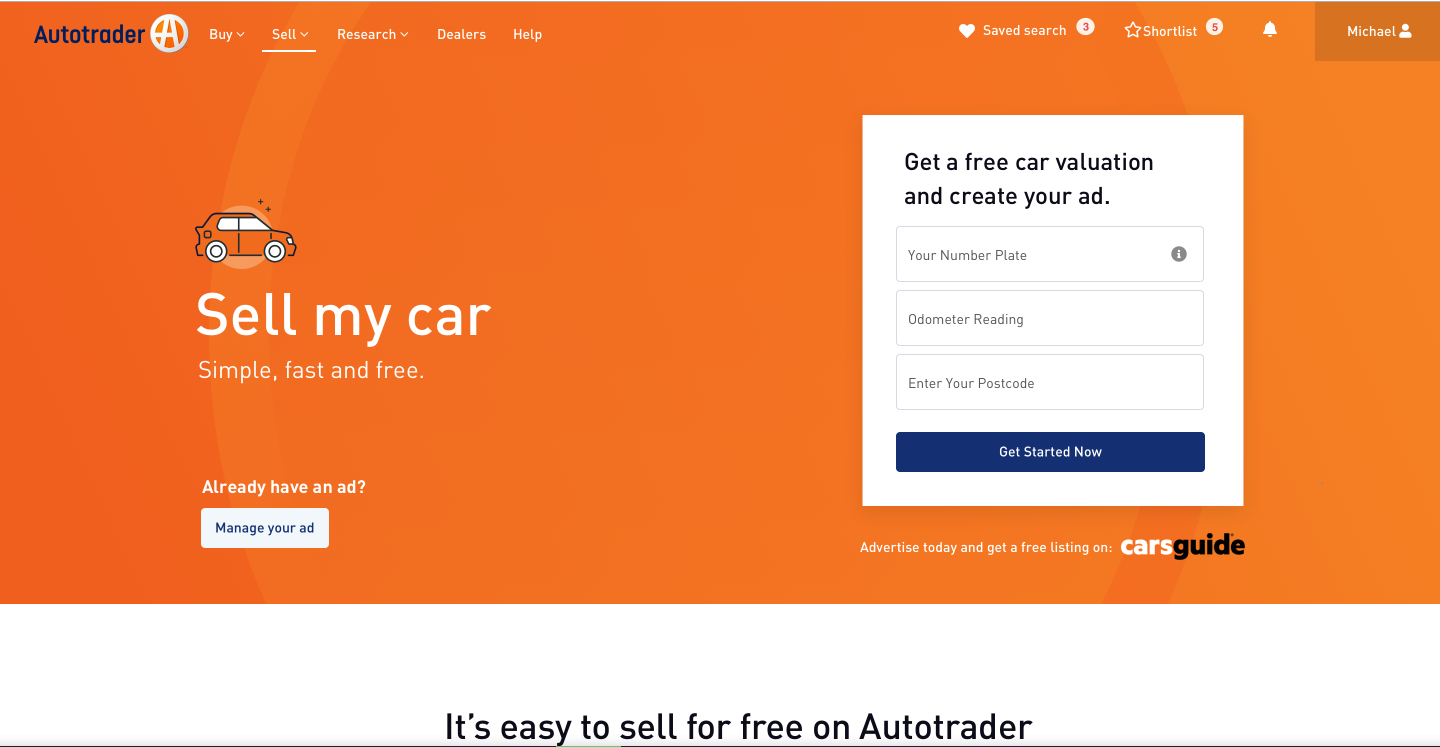 Autotrader Buy Sell Research Dealers Help Saved search 3 Shortlist 5 Michael
Sell my car
Simple, fast and free.
Already have an ad?
Manage your ad
Get a free car valuation
and create your ad.
Your Number Plate
Odometer Reading
Enter Your Postcode
Get Started Now
Advertise today and get a free listing on: carsguide
It's easy to sell for free on Autotrader